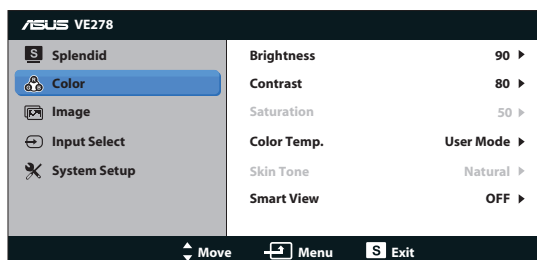 ASUS VE278
S Splendid
Color
Image
Input Select
System Setup
Brightness 90
Contrast 80
Saturation 50
Color Temp. User Mode
Skin Tone Natural
Smart View OFF
Move Menu S Exit